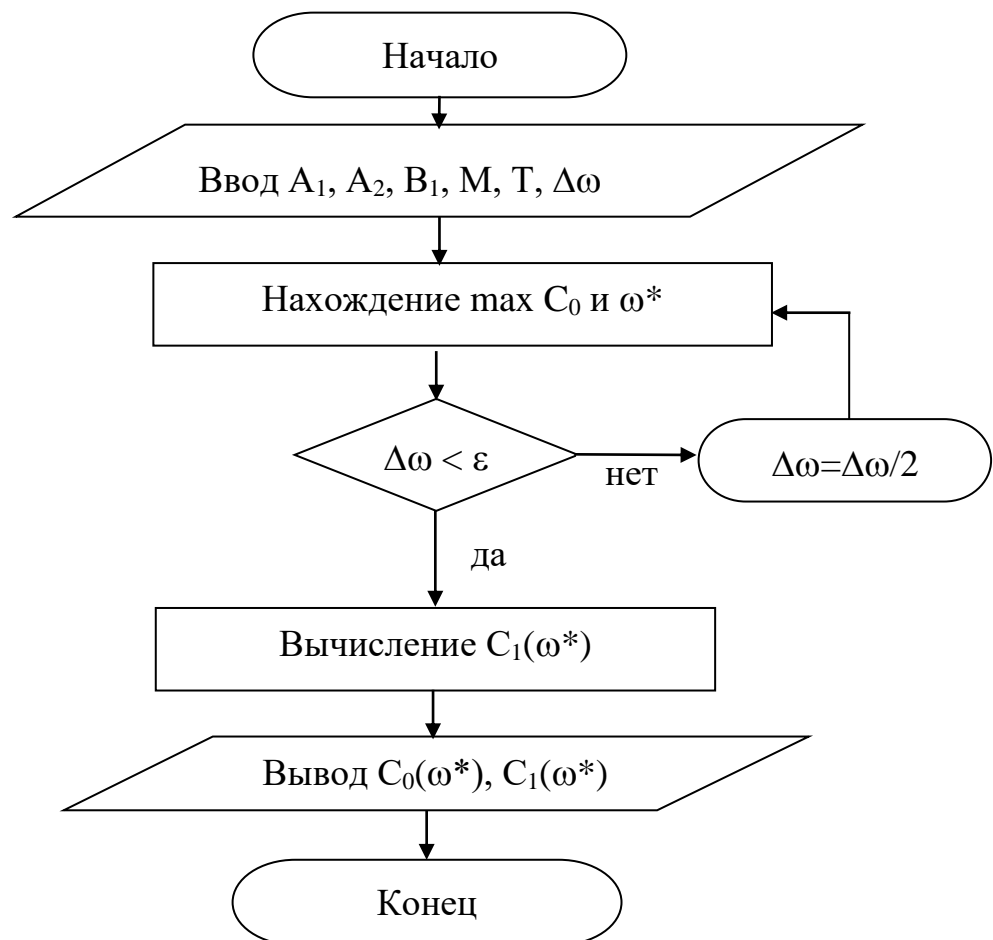 Начало
Ввод A₁, A₂, B₁, M, T, Δω
Нахождение max C₀ и ω*
Δω < ε
нет
Δω=Δω/2
да
Вычисление C₁(ω*)
Вывод C₀(ω*), C₁(ω*)
Конец